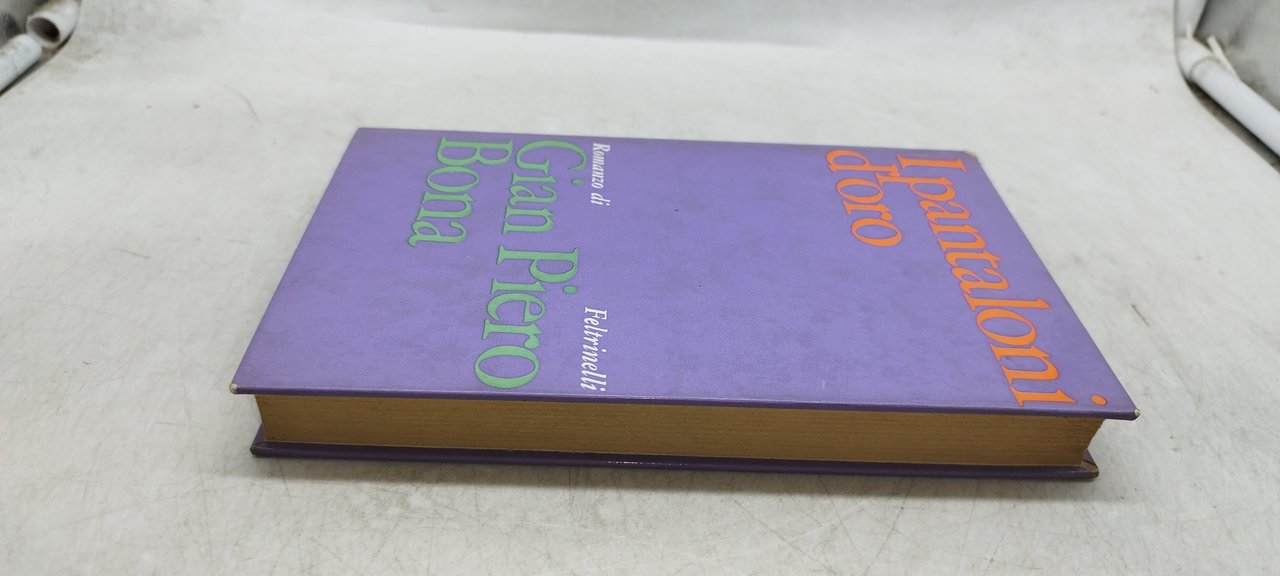 I pantaloni
d'oro
Feltrinelli
Romanzo di
Gian Piero
Bona